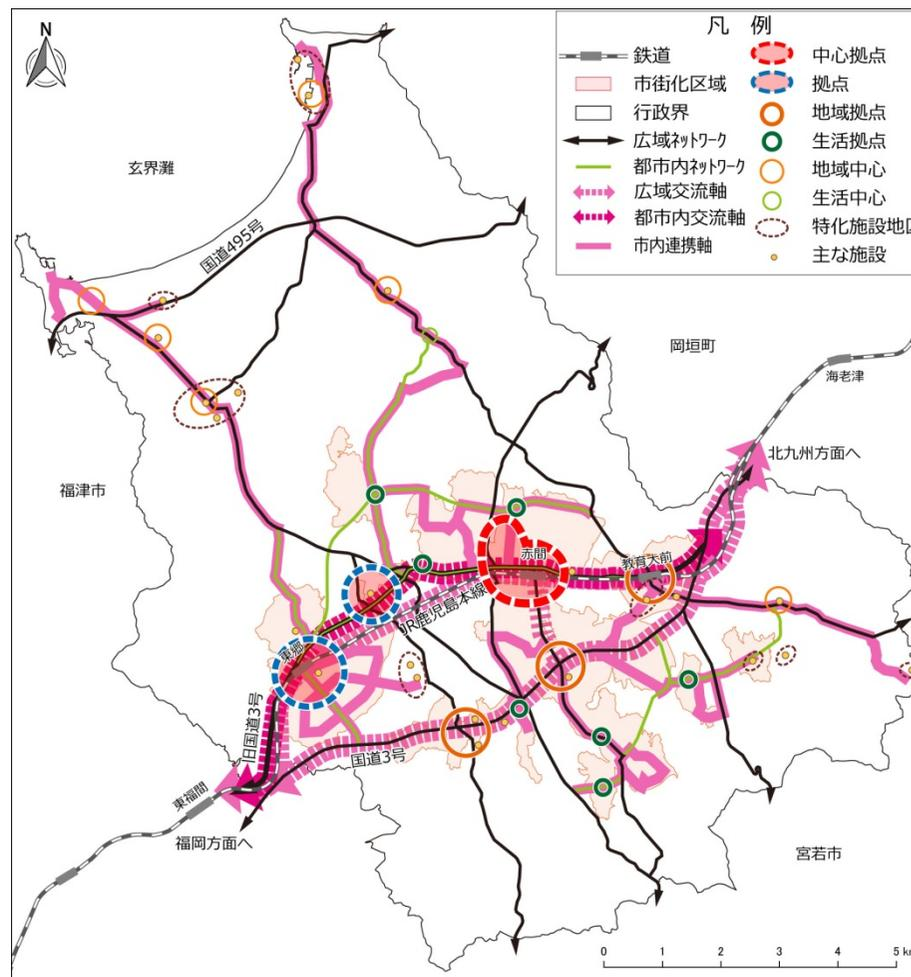 N
凡 例
鉄道
市街化区域
行政界
広域ネットワーク
都市内ネットワーク
広域交流軸
都市内交流軸
市内連携軸
中心拠点
拠点
地域拠点
生活拠点
地域中心
生活中心
特化施設地区
主な施設
玄界灘
国道495号
岡垣町
海老津
北九州方面へ
福津市
赤間
教育大前
JR鹿児島本線
東郷
旧国道3号
国道3号
東福間
福岡方面へ
宮若市
0 1 2 3 4 5 km